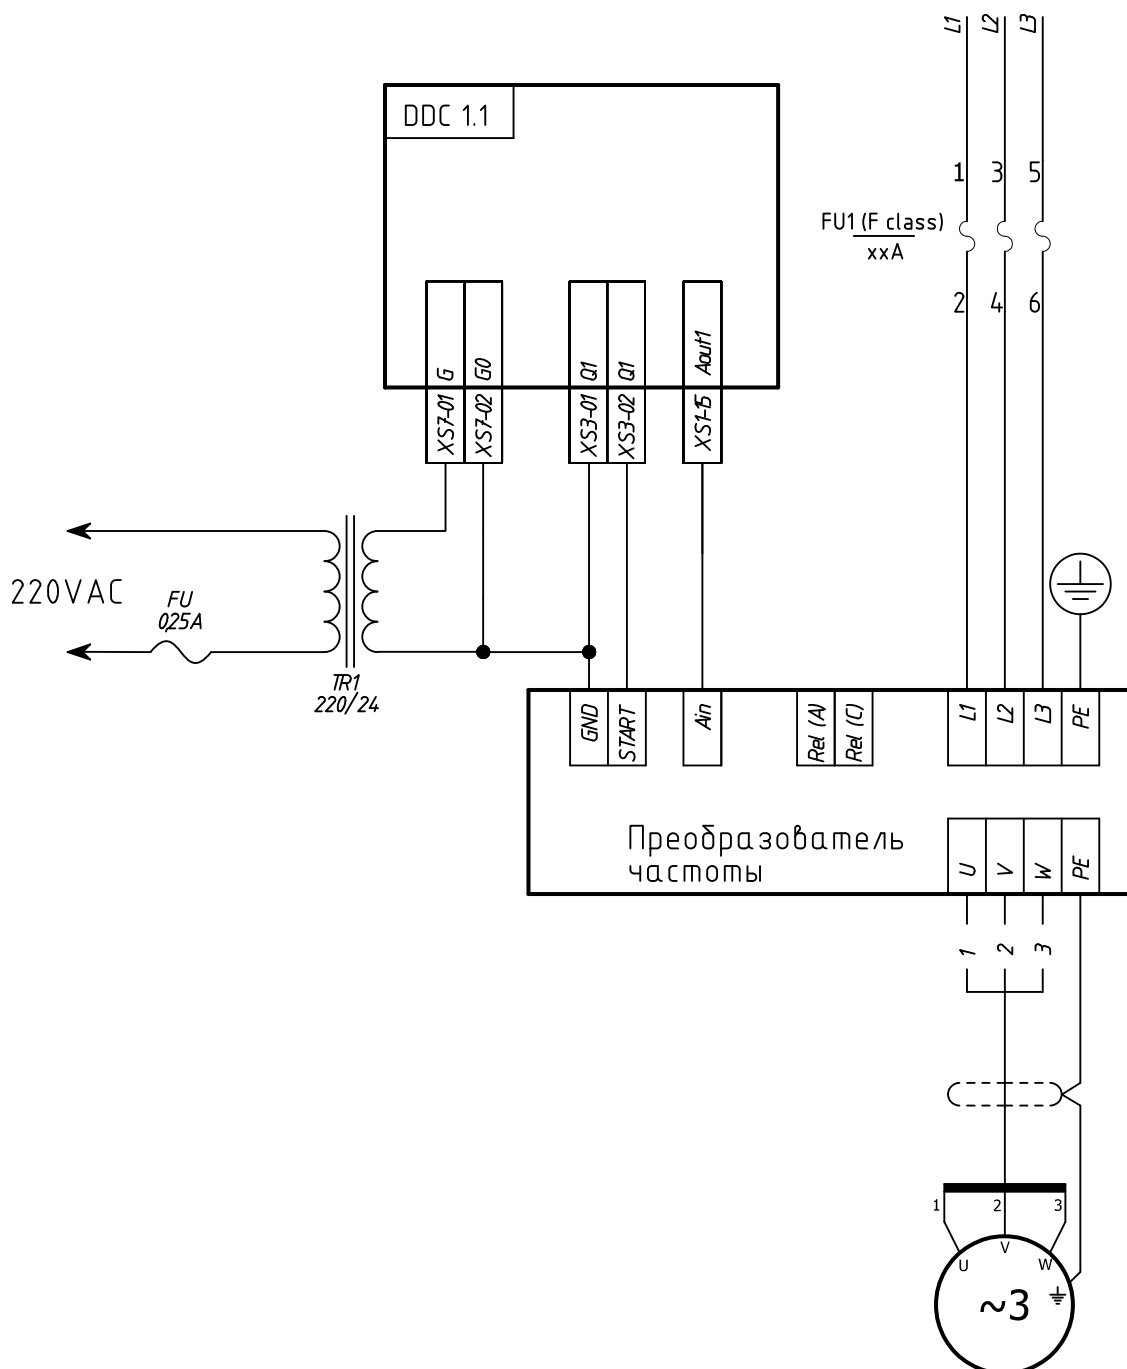 L1
L2
L3
DDC 1.1
1
3
5
FU1 (F class)
xxA
2
4
6
G
G0
Q1
Q1
Aout1
XS7-01
XS7-02
XS3-01
XS3-02
XS1-15
220VAC
FU
0,25A
TR1
220/24
GND
START
Ain
Rel (A)
Rel (C)
L1
L2
L3
PE
Преобразователь
частоты
U
V
W
PE
1
2
3
1
2
3
U
V
W
~3